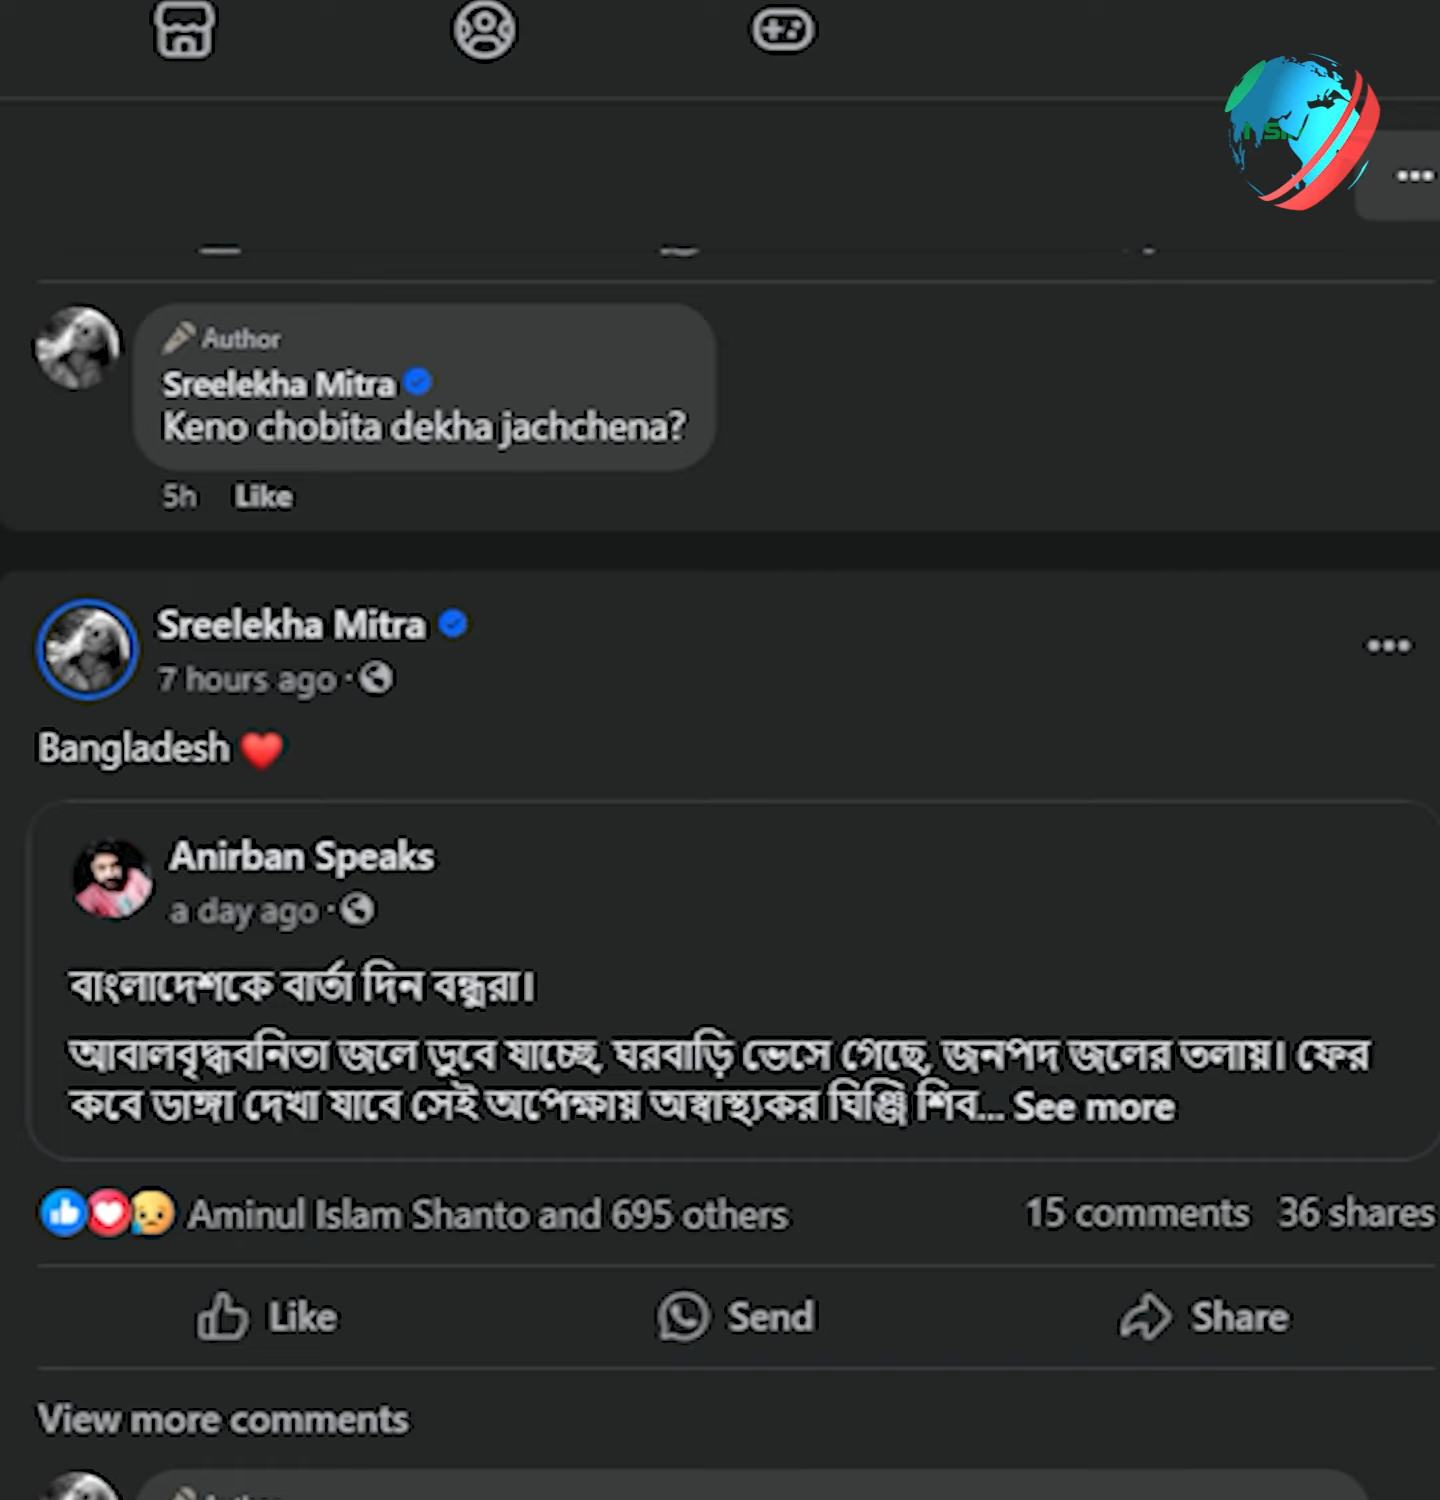 Author
Sreelekha Mitra
Keno chobita dekha jachchena?
5h Like
Sreelekha Mitra
7 hours ago ·
Bangladesh ❤️
Anirban Speaks
a day ago ·
বাংলাদেশকে বার্তা দিন বন্ধুরা।
আবালবৃদ্ধবনিতা জলে ডুবে যাচ্ছে, ঘরবাড়ি ভেসে গেছে, জনপদ জলের তলায়। ফের
কবে ডাঙ্গা দেখা যাবে সেই অপেক্ষায় অস্বাস্থ্যকর ঘিঞ্জি শিব... See more
Aminul Islam Shanto and 695 others 15 comments 36 shares
Like Send Share
View more comments